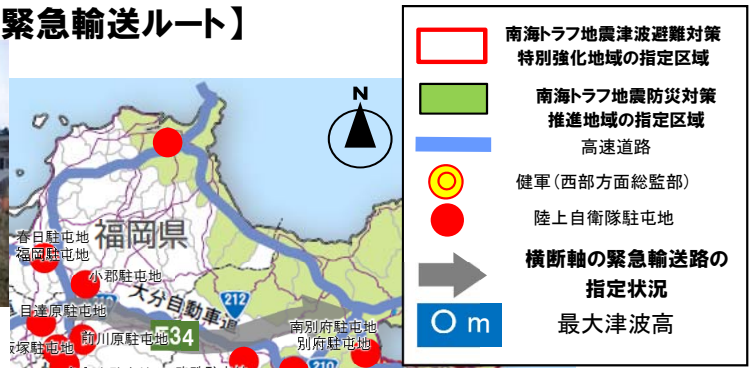 緊急輸送ルート】
N
福岡県
春日駐屯地
福岡駐屯地
小郡駐屯地
大分自動車道
212
目達原駐屯地
前川原駐屯地
E34
南別府駐屯地
別府駐屯地
飯塚駐屯地
210
南海トラフ地震津波避難対策
特別強化地域の指定区域
南海トラフ地震防災対策
推進地域の指定区域
高速道路
健軍(西部方面総監部)
陸上自衛隊駐屯地
横断軸の緊急輸送路の
指定状況
〇 m
最大津波高